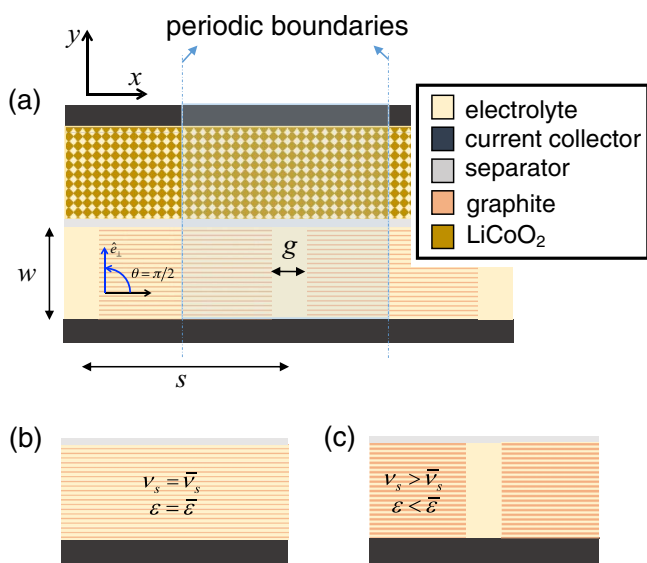 periodic boundaries
y
x
(a)
electrolyte
current collector
separator
graphite
LiCoO₂
ê⊥
θ = π/2
g
w
s
(b)
νₛ = ν̅ₛ
ε = ε̅
(c)
νₛ > ν̅ₛ
ε < ε̅